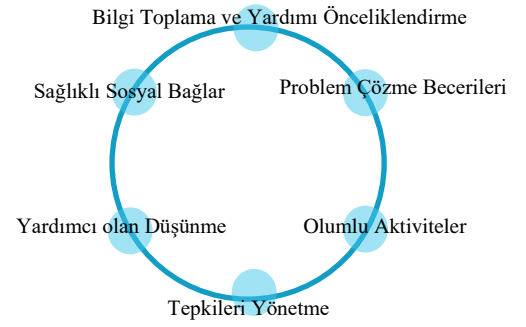 Bilgi Toplama ve Yardımı Önceliklendirme
Sağlıklı Sosyal Bağlar
Problem Çözme Becerileri
Yardımcı olan Düşünme
Olumlu Aktiviteler
Tepkileri Yönetme